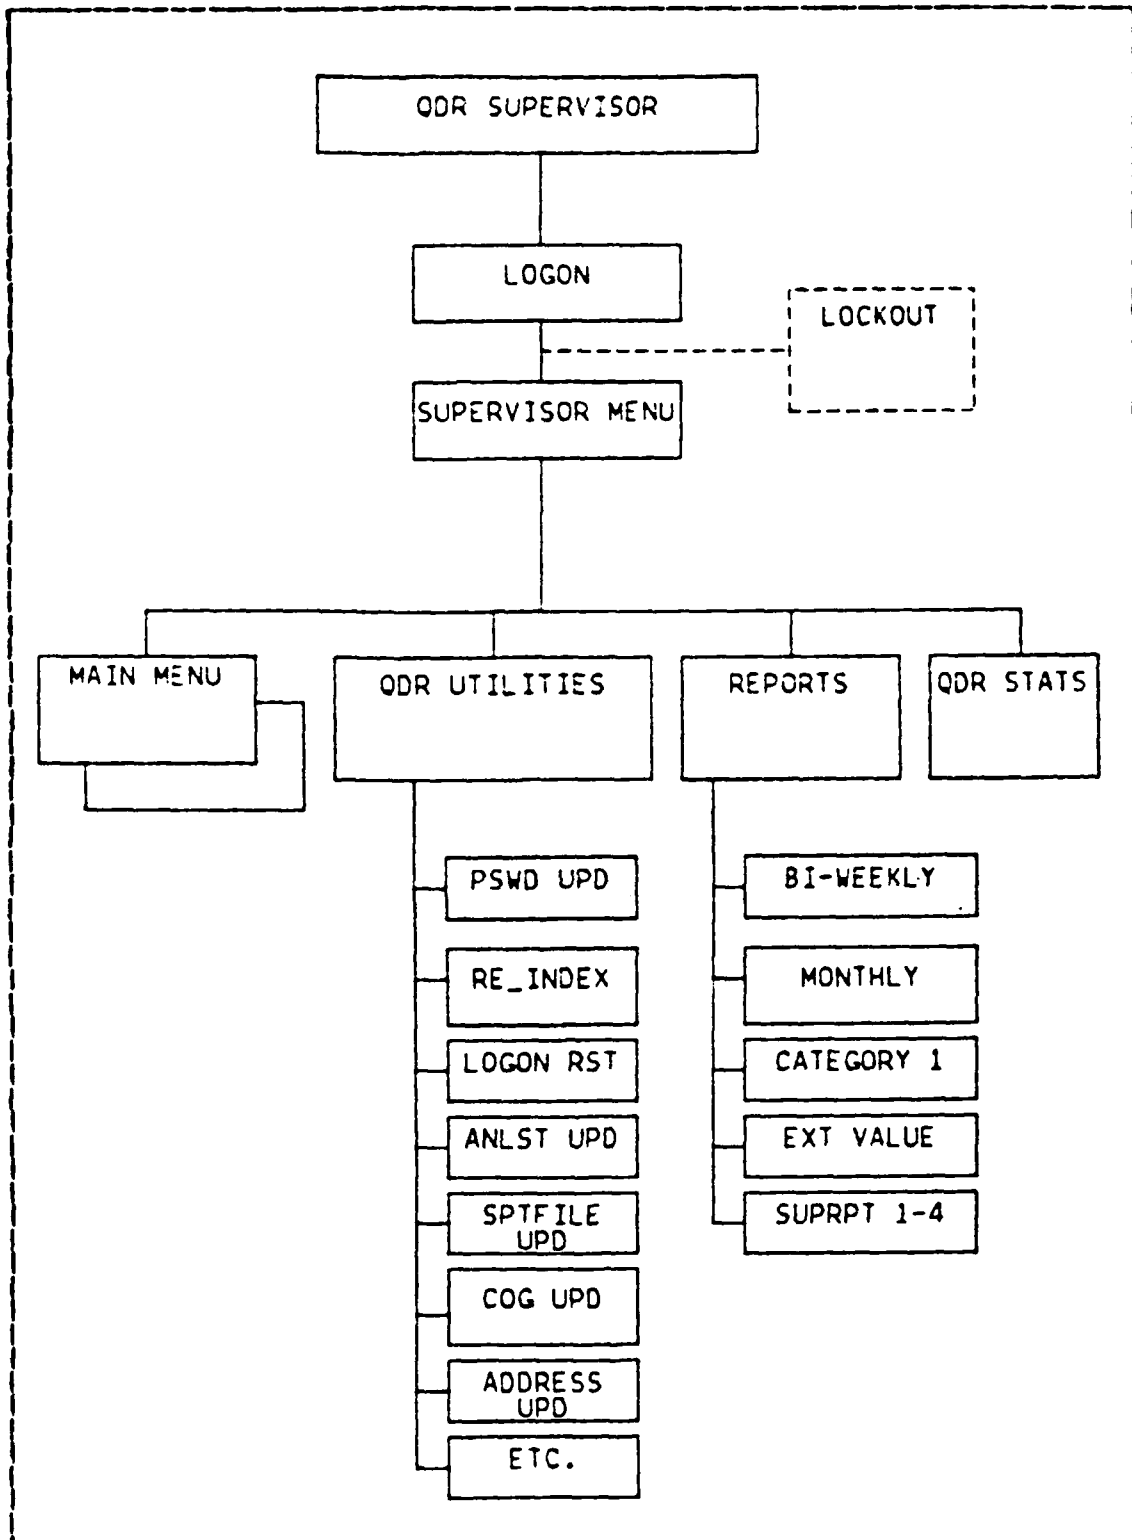 QDR SUPERVISOR
LOGON
LOCKOUT
SUPERVISOR MENU
MAIN MENU
QDR UTILITIES
REPORTS
QDR STATS
PSWD UPD
RE_INDEX
LOGON RST
ANLST UPD
SPTFILE
UPD
COG UPD
ADDRESS
UPD
ETC.
BI-WEEKLY
MONTHLY
CATEGORY 1
EXT VALUE
SUPRPT 1-4